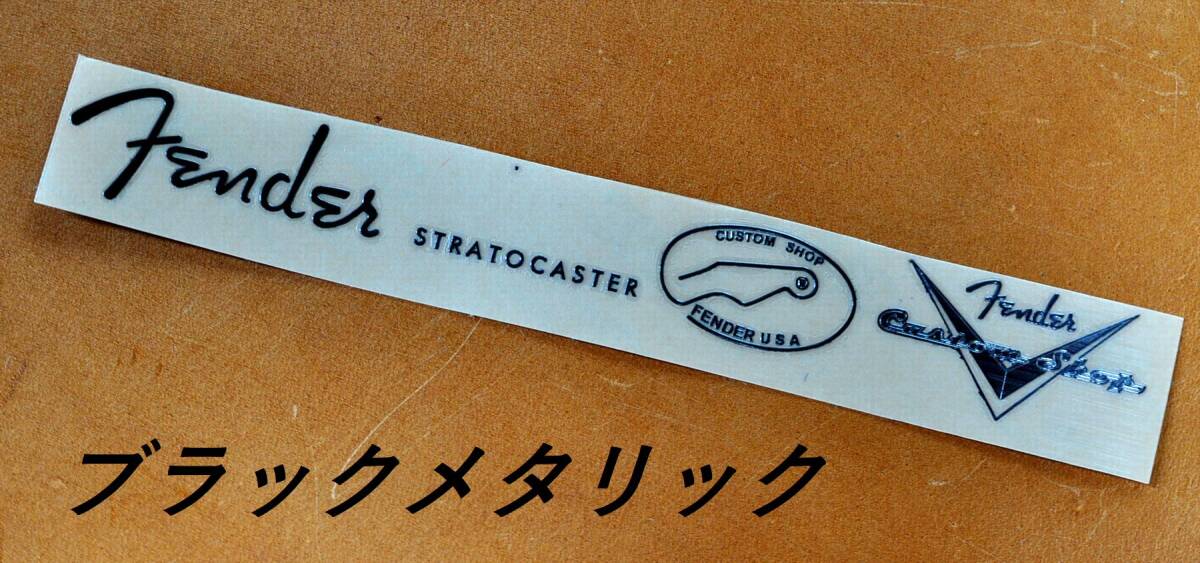 Fender
STRATOCASTER
CUSTOM SHOP
®
FENDER USA
Fender
Custom Shop
ブラックメタリック